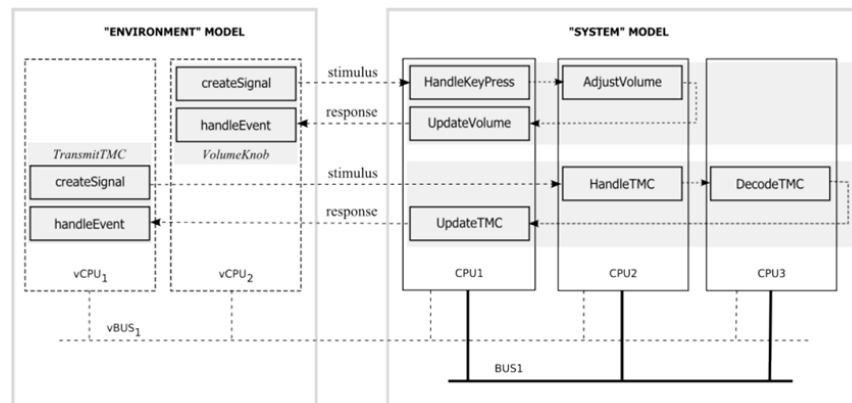 "ENVIRONMENT" MODEL
"SYSTEM" MODEL
createSignal
stimulus
HandleKeyPress
AdjustVolume
response
handleEvent
UpdateVolume
TransmitTMC
VolumeKnob
stimulus
createSignal
HandleTMC
DecodeTMC
response
handleEvent
UpdateTMC
vCPU1
vCPU2
CPU1
CPU2
CPU3
vBUS1
BUS1